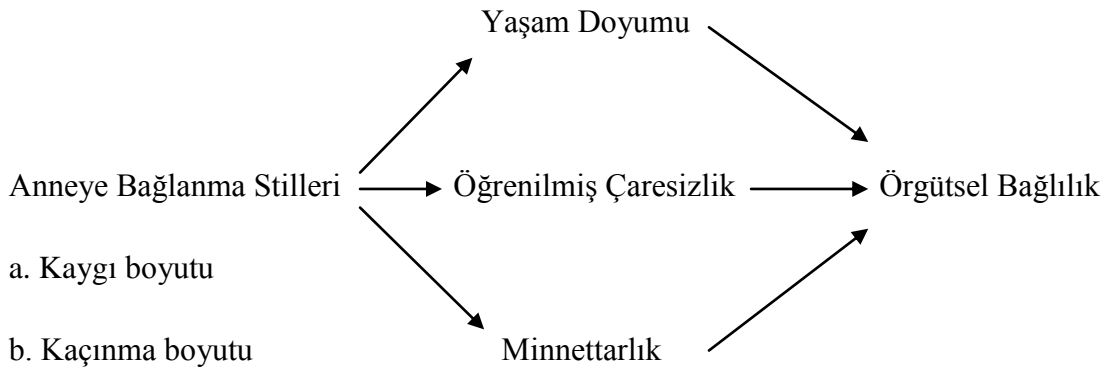 Yaşam Doyumu
Anneye Bağlanma Stilleri Öğrenilmiş Çaresizlik Örgütsel Bağlılık
a. Kaygı boyutu
b. Kaçınma boyutu Minnettarlık